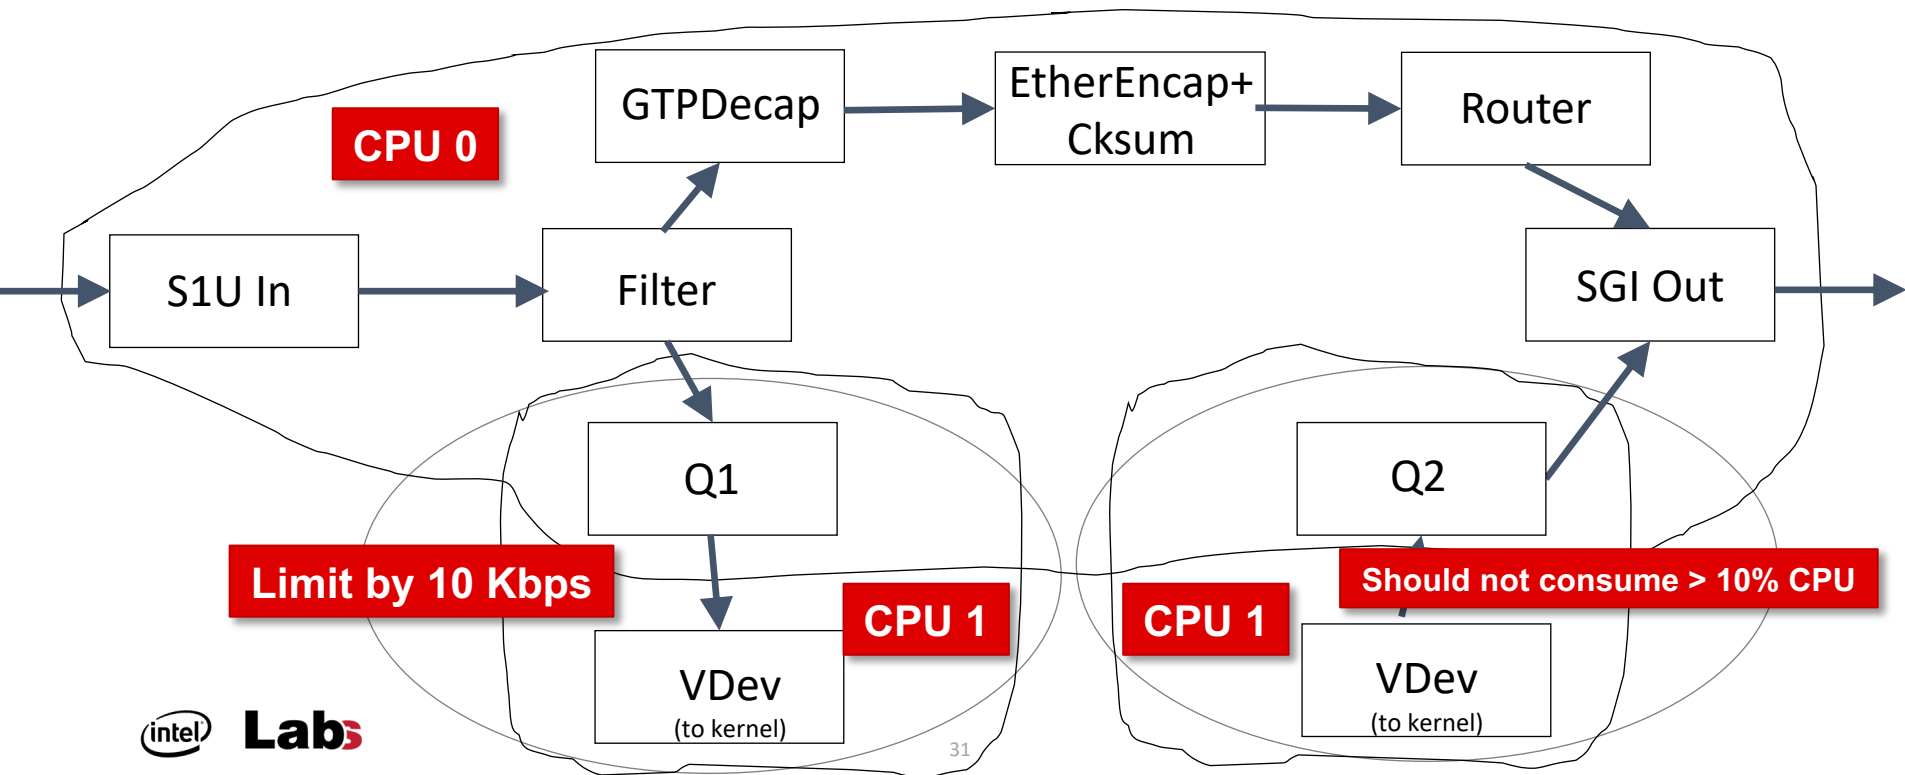 GTPDecap
EtherEncap+
Cksum
Router
CPU 0
S1U In
Filter
SGI Out
Q1
Q2
Limit by 10 Kbps
CPU 1
CPU 1
Should not consume > 10% CPU
VDev
(to kernel)
VDev
(to kernel)
intel
Labs
31